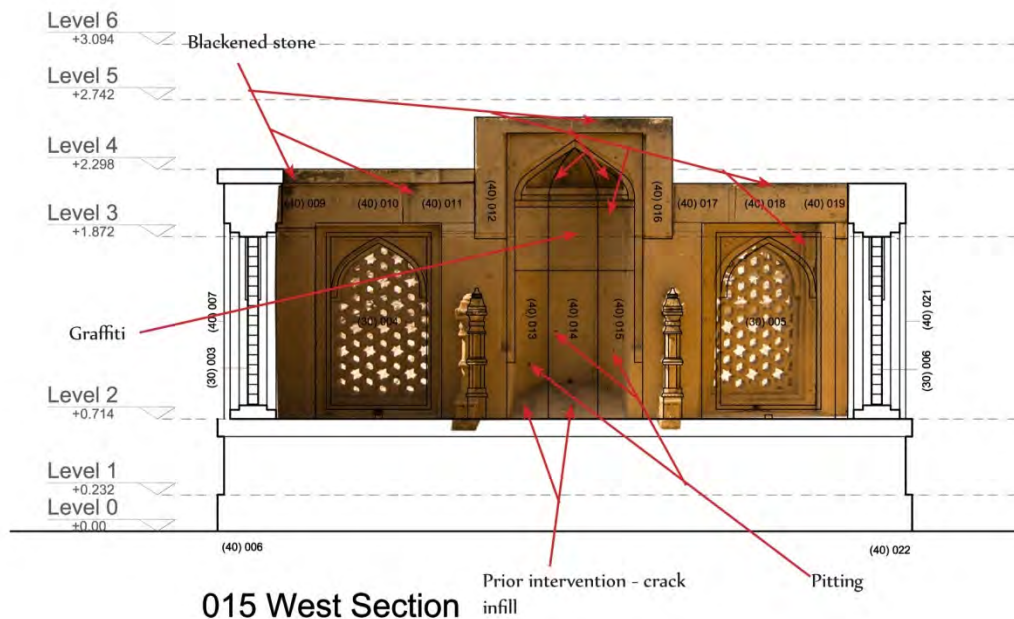 Level 6
+3.094
Blackened stone
Level 5
+2.742
Level 4
+2.298
(40) 009
(40) 010
(40) 011
(40) 012
(40) 016
(40) 017
(40) 018
(40) 019
Level 3
+1.872
Graffiti
(40) 007
(30) 003
(30) 004
(40) 013
(40) 014
(40) 015
(30) 005
(40) 021
(30) 006
Level 2
+0.714
Level 1
+0.232
Level 0
+0.00
(40) 006
(40) 022
015 West Section
Prior intervention - crack
infill
Pitting